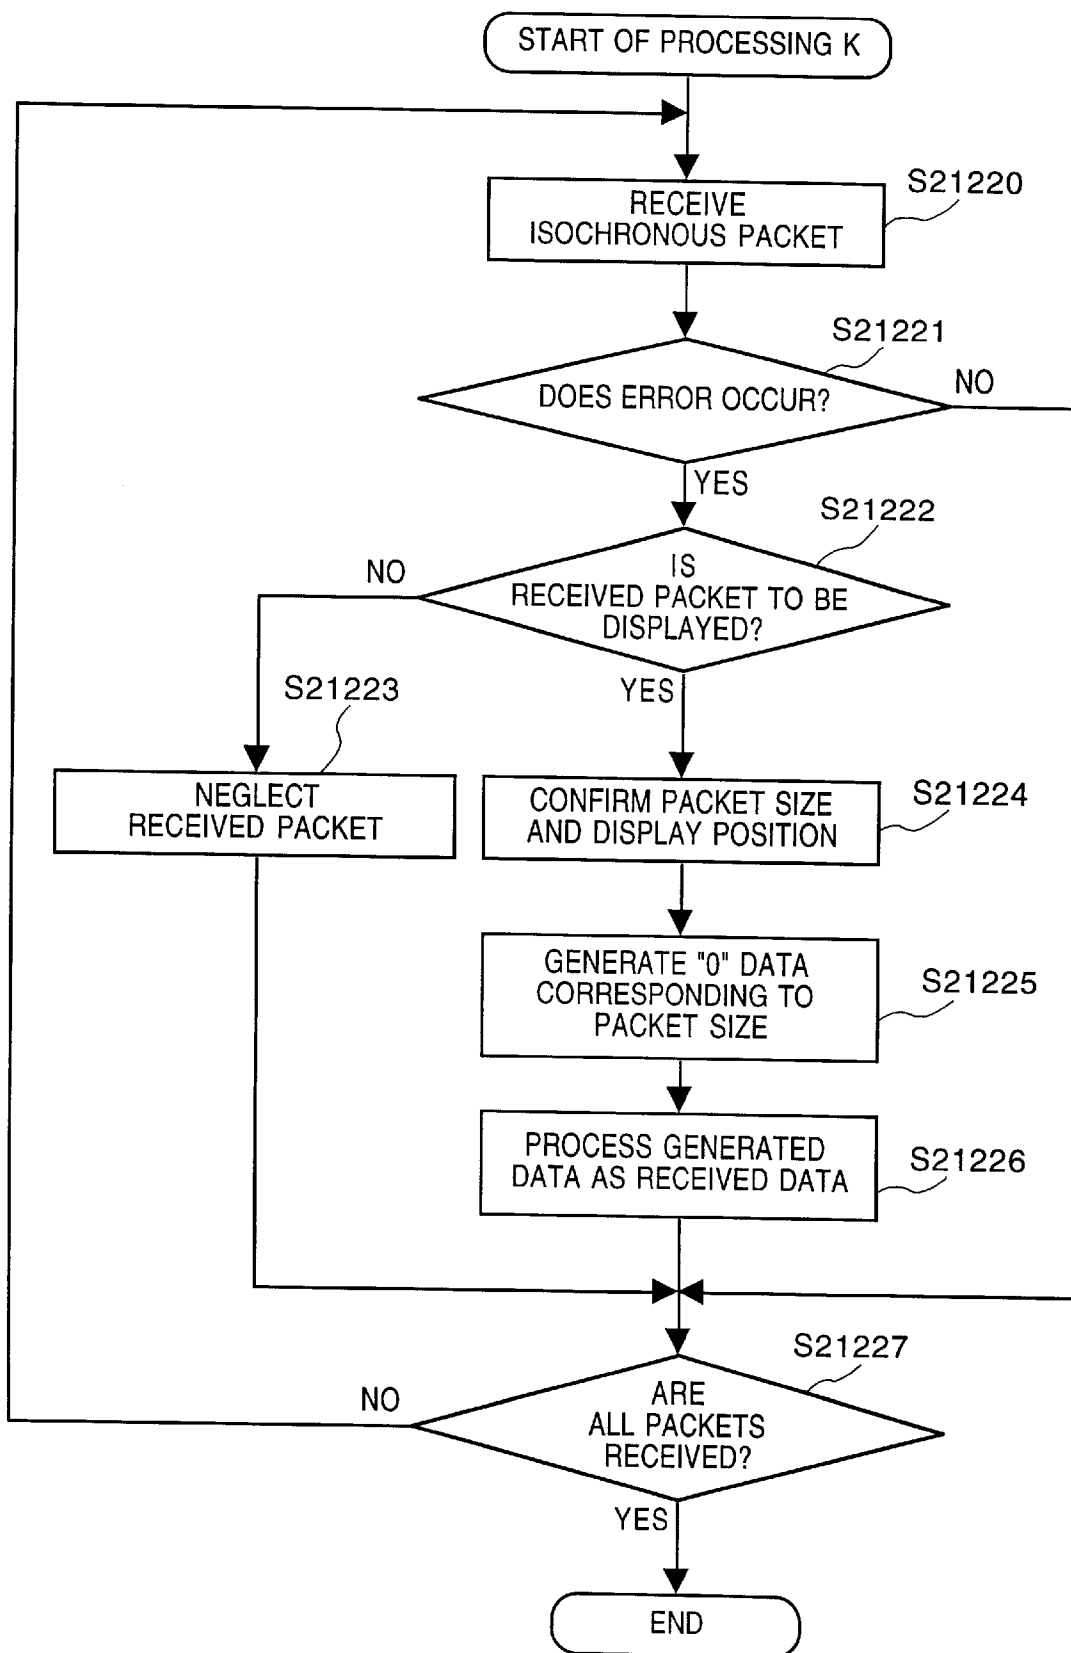 START OF PROCESSING K
S21220
RECEIVE
ISOCHRONOUS PACKET
S21221
DOES ERROR OCCUR?
NO
YES
S21222
NO
IS
RECEIVED PACKET TO BE
DISPLAYED?
YES
S21223
NEGLECT
RECEIVED PACKET
S21224
CONFIRM PACKET SIZE
AND DISPLAY POSITION
GENERATE "0" DATA
CORRESPONDING TO
PACKET SIZE
S21225
PROCESS GENERATED
DATA AS RECEIVED DATA
S21226
S21227
NO
ARE
ALL PACKETS
RECEIVED?
YES
END